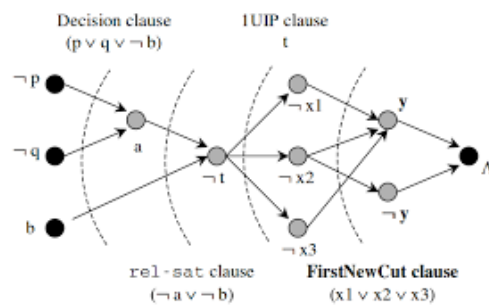 Decision clause
(p ∨ q ∨ ¬ b)
1UIP clause
t
¬ p
¬ x1
y
a
¬ q
¬ t
¬ x2
Λ
¬ y
b
¬ x3
rel-sat clause
(¬ a ∨ ¬ b)
FirstNewCut clause
(x1 ∨ x2 ∨ x3)